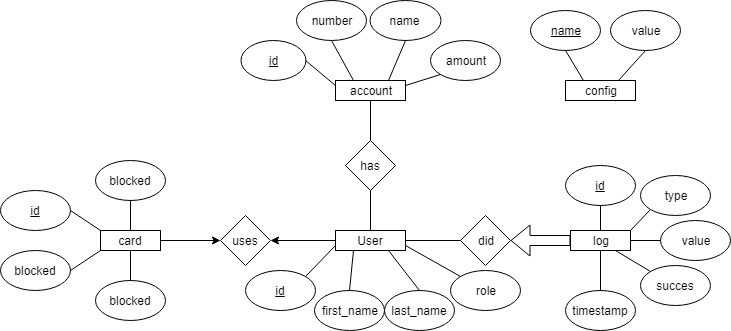 number
name
name
value
id
amount
account
config
has
blocked
id
type
id
card
uses
User
did
log
value
blocked
id
role
succes
blocked
first_name
last_name
timestamp